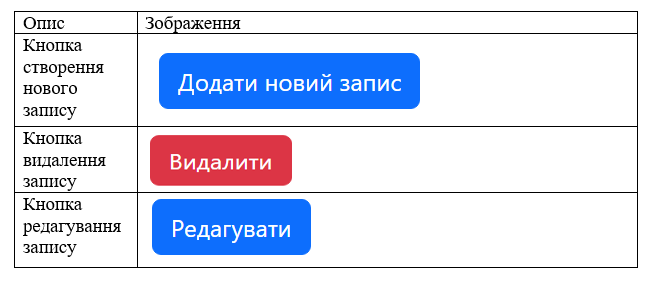 Опис Зображення
Кнопка
створення
нового
запису
Додати новий запис
Кнопка
видалення
запису
Видалити
Кнопка
редагування
запису
Редагувати